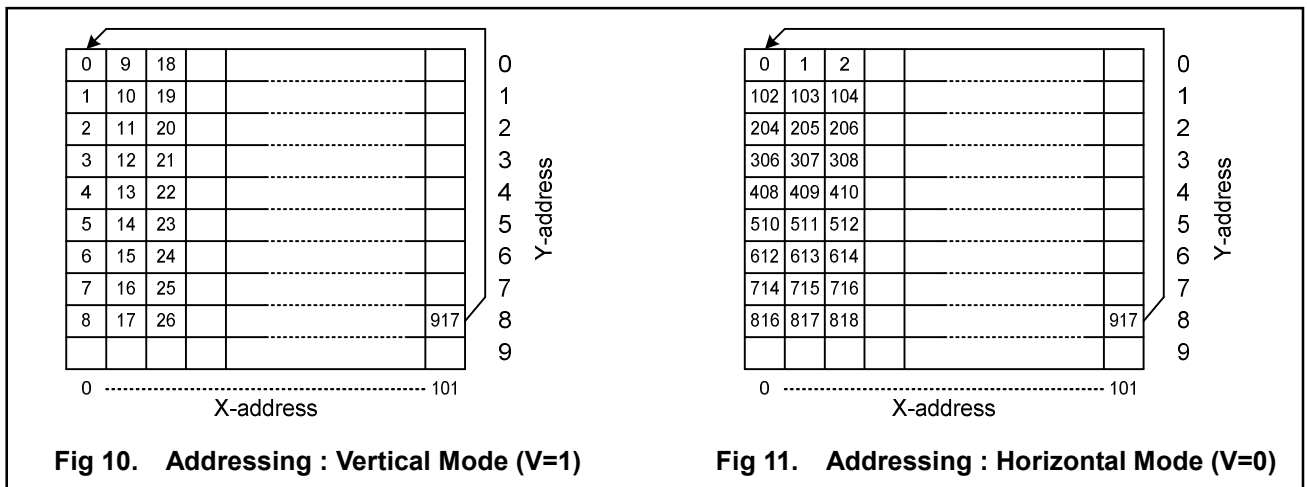 0 9 18 0
1 10 19 1
2 11 20 2
3 12 21 3
4 13 22 4
5 14 23 5
6 15 24 6
7 16 25 7
8 17 26 917 8
9
Y-address
0 101
X-address
Fig 10. Addressing : Vertical Mode (V=1)
0 1 2 0
102 103 104 1
204 205 206 2
306 307 308 3
408 409 410 4
510 511 512 5
612 613 614 6
714 715 716 7
816 817 818 917 8
9
Y-address
0 101
X-address
Fig 11. Addressing : Horizontal Mode (V=0)